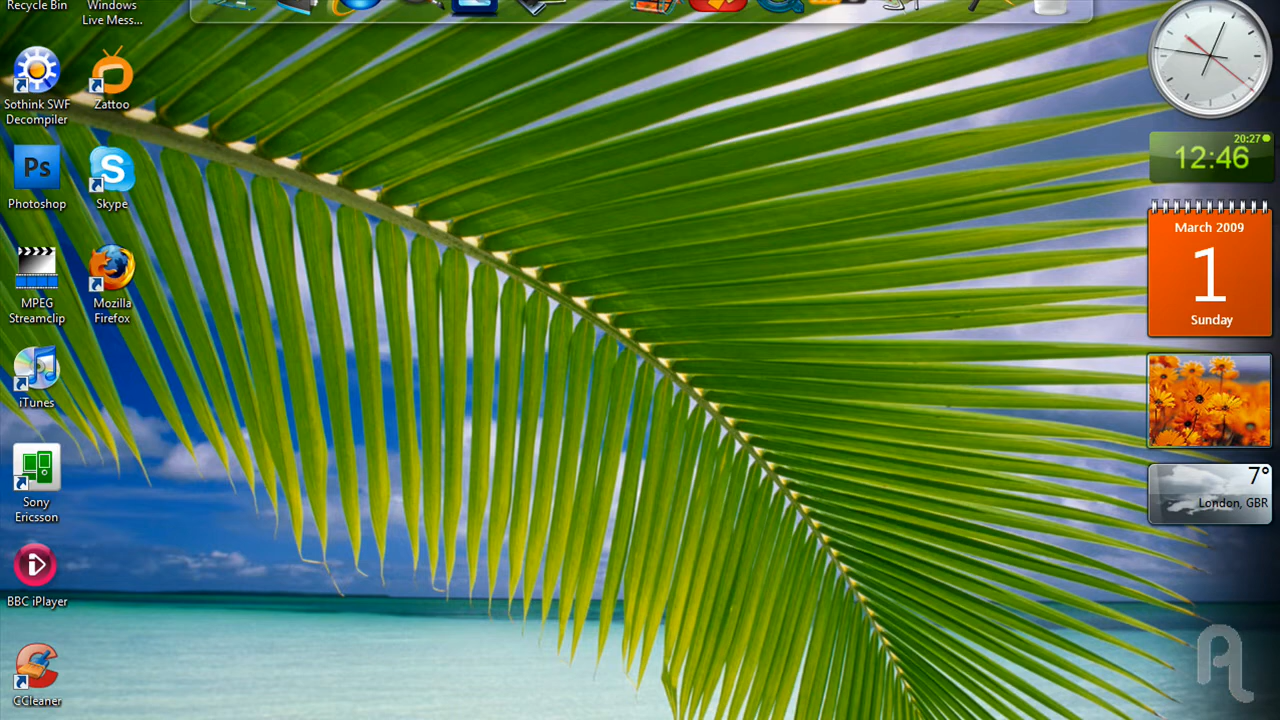 Recycle Bin
Windows
Live Mess...
Sothink SWF
Decompiler
Zattoo
Ps
Photoshop
S
Skype
MPEG
Streamclip
Mozilla
Firefox
iTunes
Sony
Ericsson
BBC iPlayer
CCleaner
20:27
12:46
March 2009
1
Sunday
7°
London, GBR